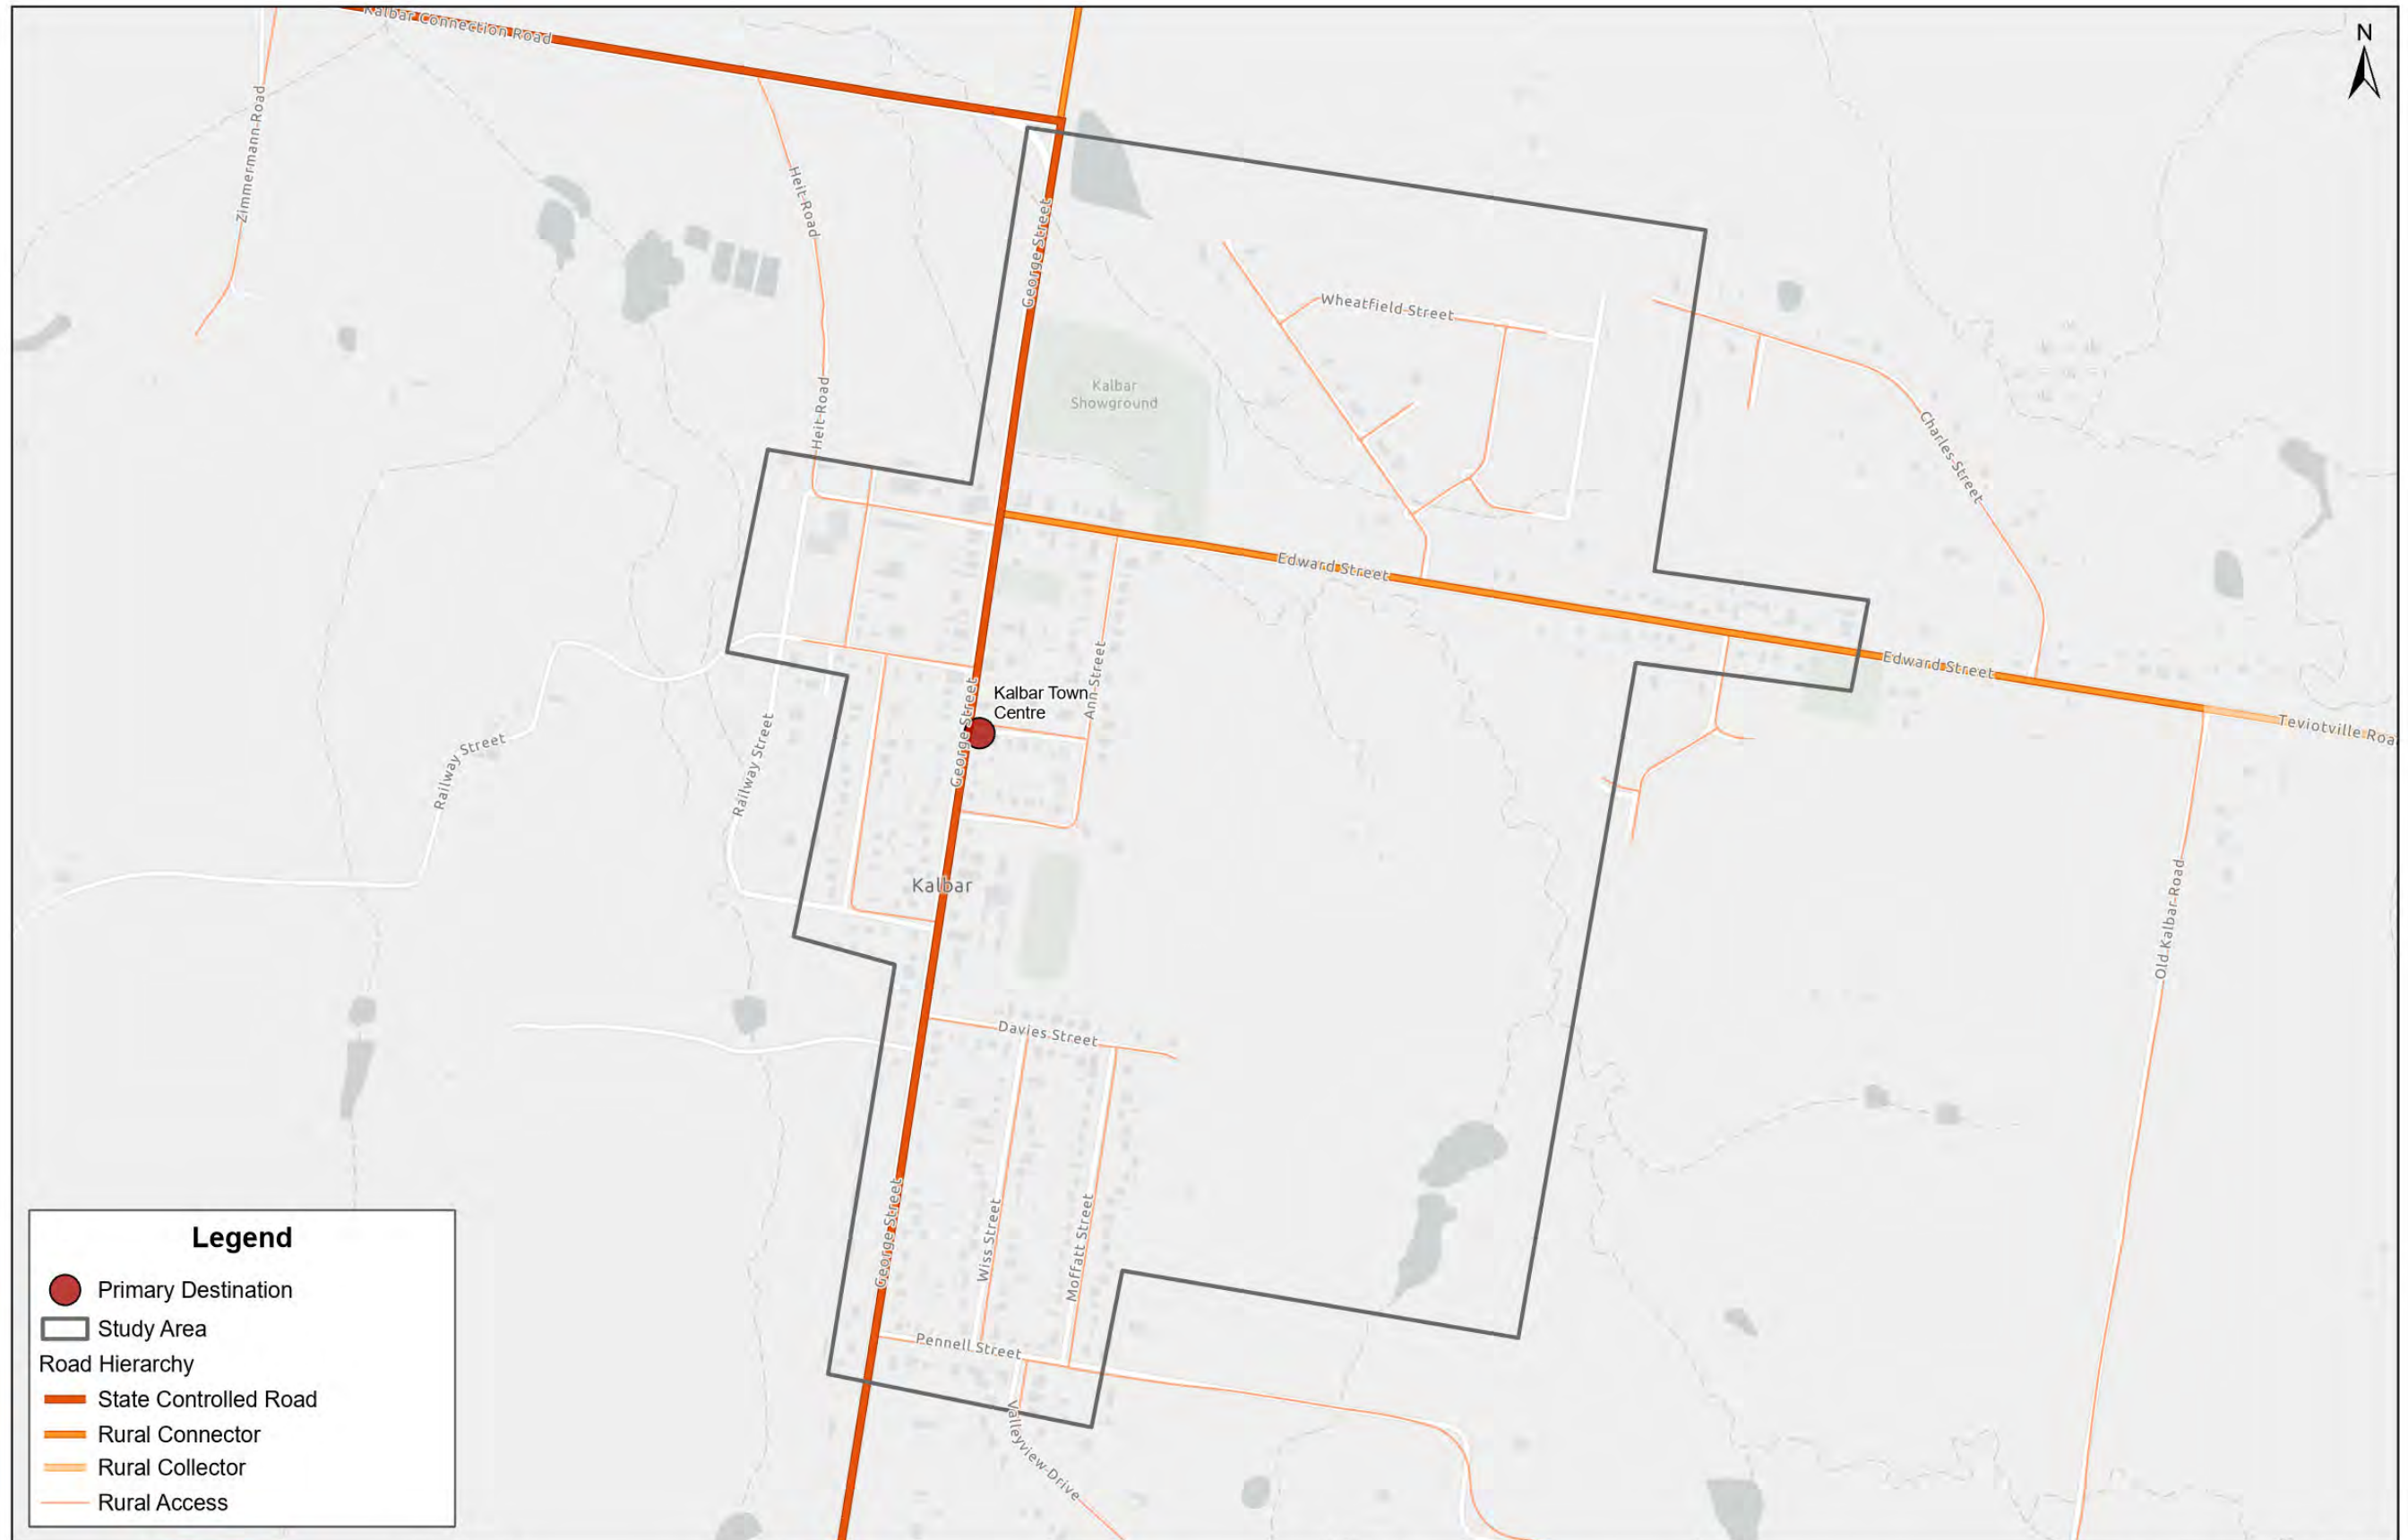 Kalbar Connection Road
N
Zimmermann Road
Heit Road
George Street
Wheatfield Street
Kalbar
Showground
Heit Road
Charles Street
Edward Street
Edward Street
Ann Street
Kalbar Town
Centre
George Street
Railway Street
Railway Street
Teviotville Roa
Kalbar
Old Kalbar Road
Davies Street
George Street
Wiss Street
Moffatt Street
Pennell Street
Valleyview Drive
Legend
Primary Destination
Study Area
Road Hierarchy
State Controlled Road
Rural Connector
Rural Collector
Rural Access